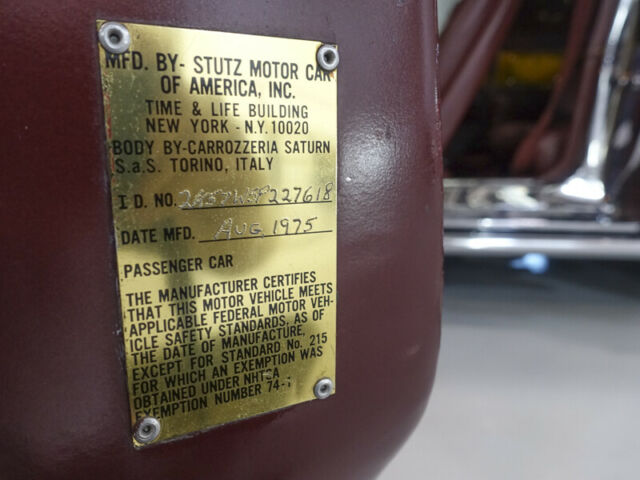 MFD. BY- STUTZ MOTOR CAR
OF AMERICA, INC.
TIME & LIFE BUILDING
NEW YORK - N.Y. 10020
BODY BY-CARROZZERIA SATURN
S.a.S. TORINO, ITALY
I D. NO.
DATE MFD. AUG 1975
PASSENGER CAR
THE MANUFACTURER CERTIFIES
THAT THIS MOTOR VEHICLE MEETS
APPLICABLE FEDERAL MOTOR VEH-
ICLE SAFETY STANDARDS, AS OF
THE DATE OF MANUFACTURE,
EXCEPT FOR STANDARD No. 215
FOR WHICH AN EXEMPTION WAS
OBTAINED UNDER NHTSA
EXEMPTION NUMBER